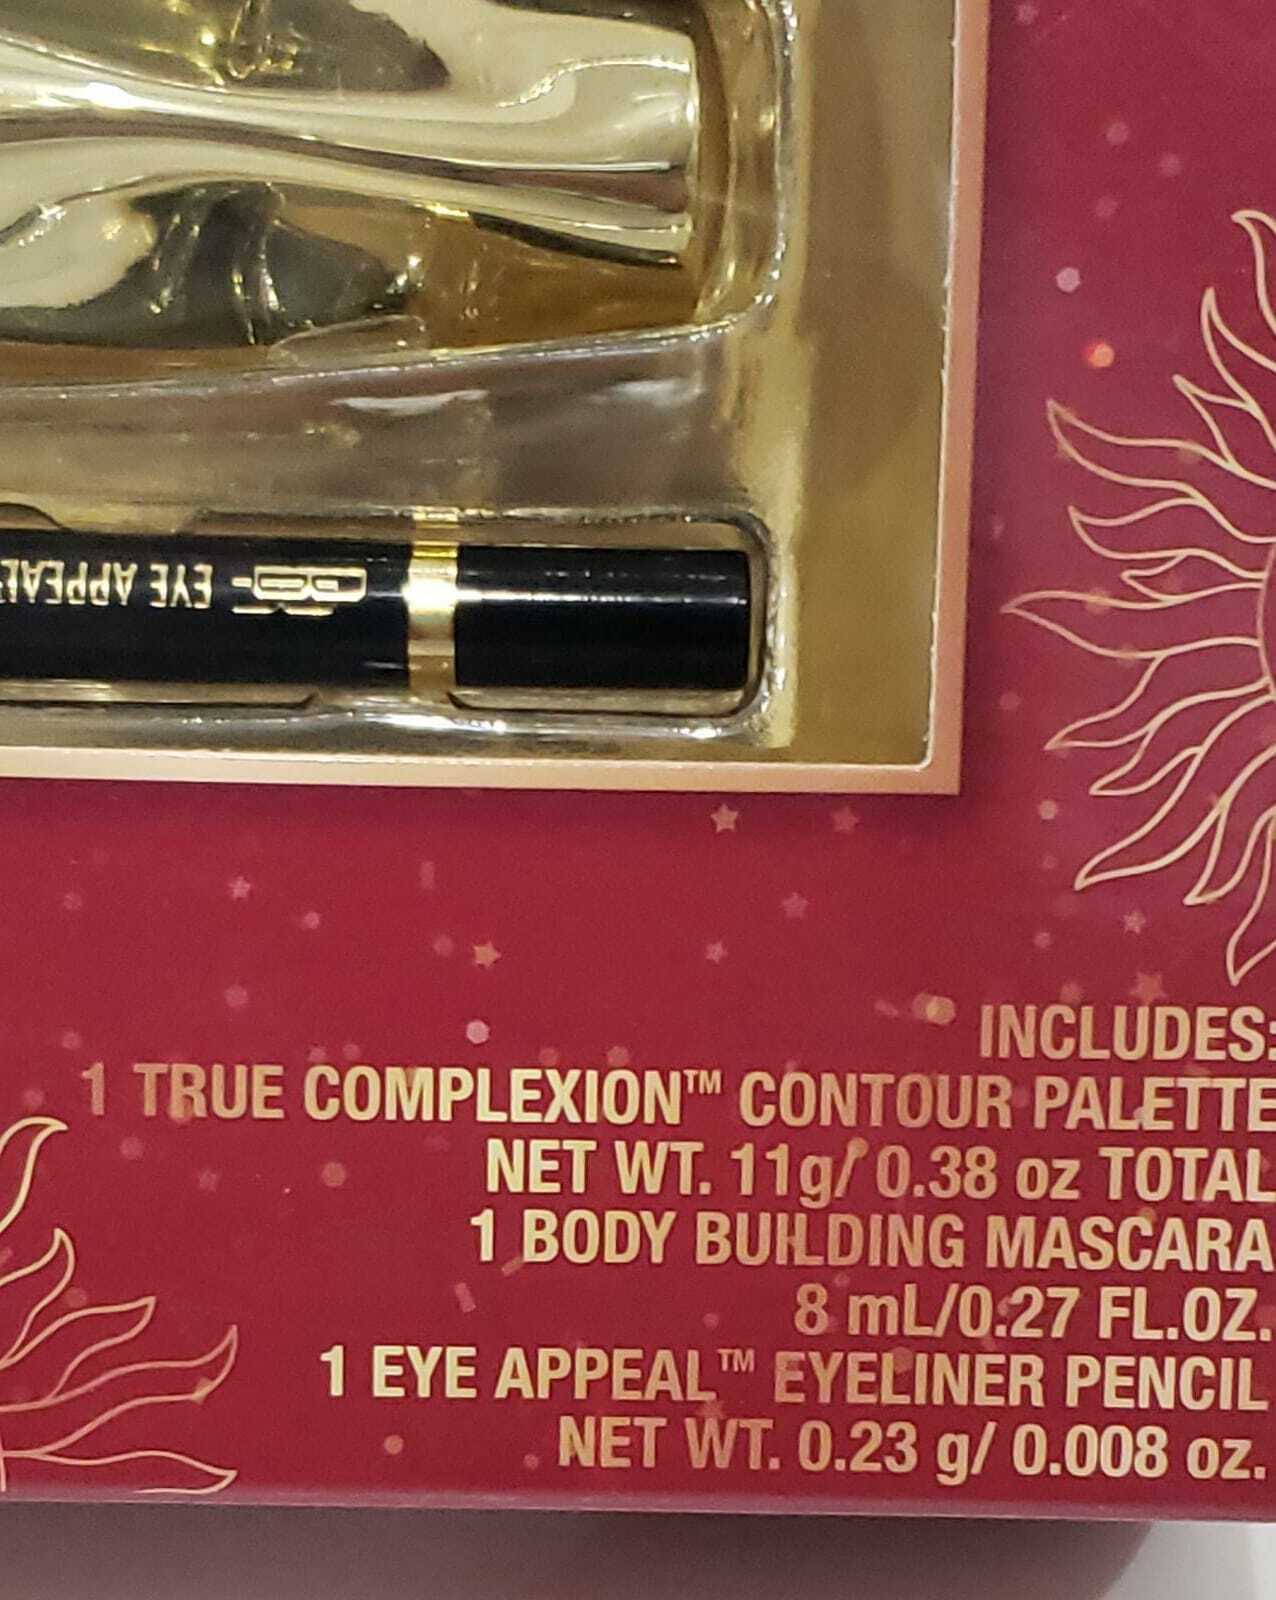 EYE APPEAL
INCLUDES:
1 TRUE COMPLEXION™ CONTOUR PALETTE
NET WT. 11g/ 0.38 oz TOTAL
1 BODY BUILDING MASCARA
8 mL/0.27 FL.OZ.
1 EYE APPEAL™ EYELINER PENCIL
NET WT. 0.23 g/ 0.008 oz.